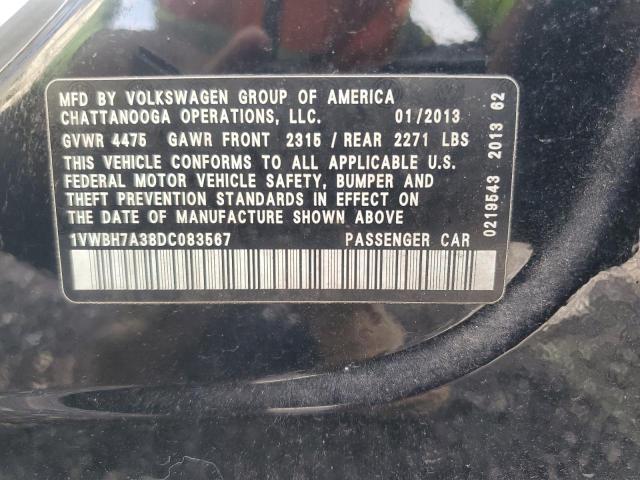 MFD BY VOLKSWAGEN GROUP OF AMERICA
CHATTANOOGA OPERATIONS, LLC. 01/2013
GVWR 4475 GAWR FRONT 2315 / REAR 2271 LBS
THIS VEHICLE CONFORMS TO ALL APPLICABLE U.S.
FEDERAL MOTOR VEHICLE SAFETY, BUMPER AND
THEFT PREVENTION STANDARDS IN EFFECT ON
THE DATE OF MANUFACTURE SHOWN ABOVE
1VWBH7A38DC083567 PASSENGER CAR
0219543 2013 62